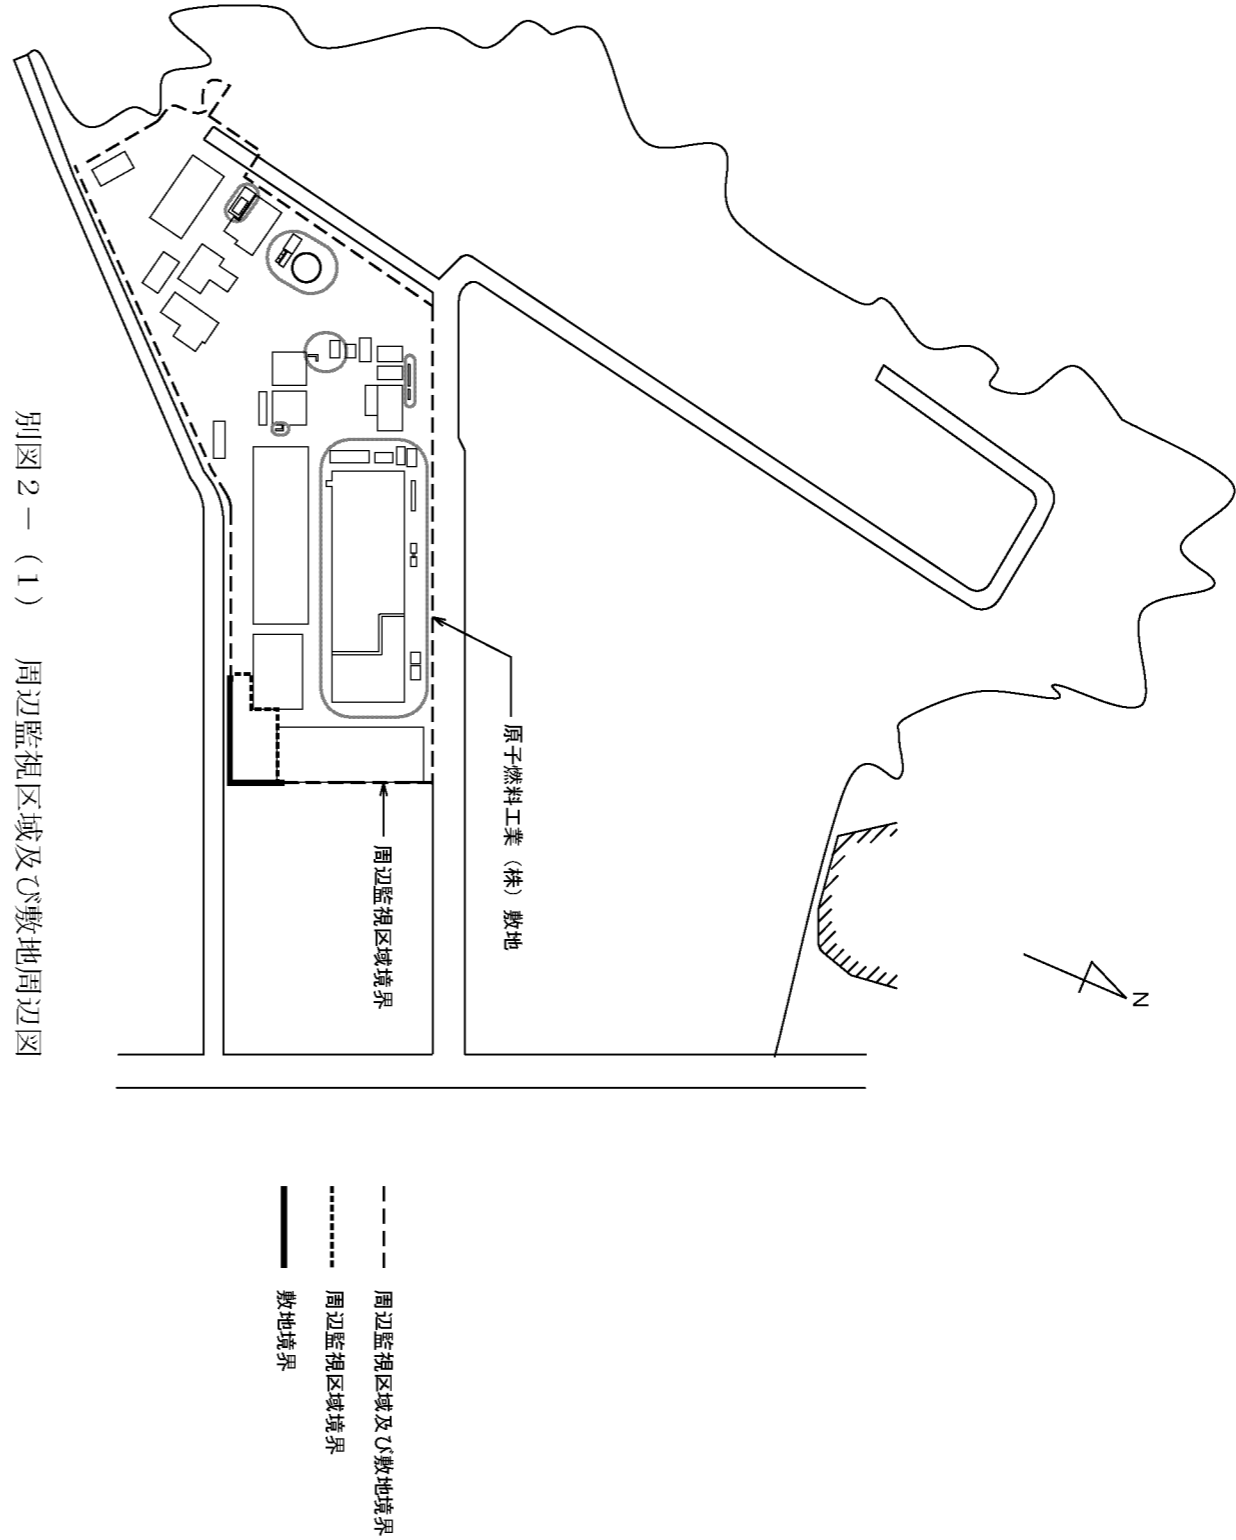 N
原子燃料工業（株）敷地
周辺監視区域境界
周辺監視区域及び敷地境界
周辺監視区域境界
敷地境界
別図２－（１）　周辺監視区域及び敷地周辺図